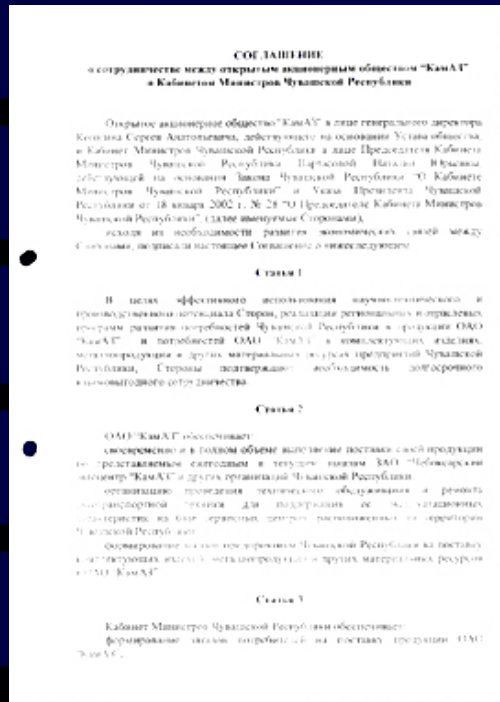 СОГЛАШЕНИЕ
о сотрудничестве между открытым акционерным обществом "КамАЗ"
и Кабинетом Министров Чувашской Республики
Открытое акционерное общество "КамАЗ" в лице генерального директора
Когогина Сергея Анатольевича, действующего на основании Устава общества,
и Кабинет Министров Чувашской Республики в лице Председателя Кабинета
Министров Чувашской Республики Партасовой Натальи Юрьевны,
действующей на основании Закона Чувашской Республики "О Кабинете
Министров Чувашской Республики" и Указа Президента Чувашской
Республики от 18 января 2002 г. № 28 "О Председателе Кабинета Министров
Чувашской Республики", (далее именуемые Сторонами),
исходя из необходимости развития экономических связей между
Сторонами, подписали настоящее Соглашение о нижеследующем:
Статья 1
В целях эффективного использования научно-технического и
производственного потенциала Сторон, реализации региональных и отраслевых
программ развития потребностей Чувашской Республики в продукции ОАО
"КамАЗ" и потребностей ОАО "КамАЗ" в комплектующих изделиях,
металлопродукции и других материальных ресурсах предприятий Чувашской
Республики, Стороны подтверждают необходимость долгосрочного
взаимовыгодного сотрудничества.
Статья 2
ОАО "КамАЗ" обеспечивает:
своевременное и в полном объеме выполнение поставки своей продукции
по представляемым ежегодным и текущим заявкам ЗАО "Чебоксарский
автоцентр "КамАЗ" и других организаций Чувашской Республики;
организацию проведения технического обслуживания и ремонта
автотранспортной техники для поддержания ее эксплуатационных
характеристик на базе сервисных центров, расположенных на территории
Чувашской Республики;
формирование заказов предприятиям Чувашской Республики на поставку
комплектующих изделий, металлопродукции и других материальных ресурсов
в ОАО "КамАЗ".
Статья 3
Кабинет Министров Чувашской Республики обеспечивает:
формирование заказов потребителей на поставку продукции ОАО
"КамАЗ";